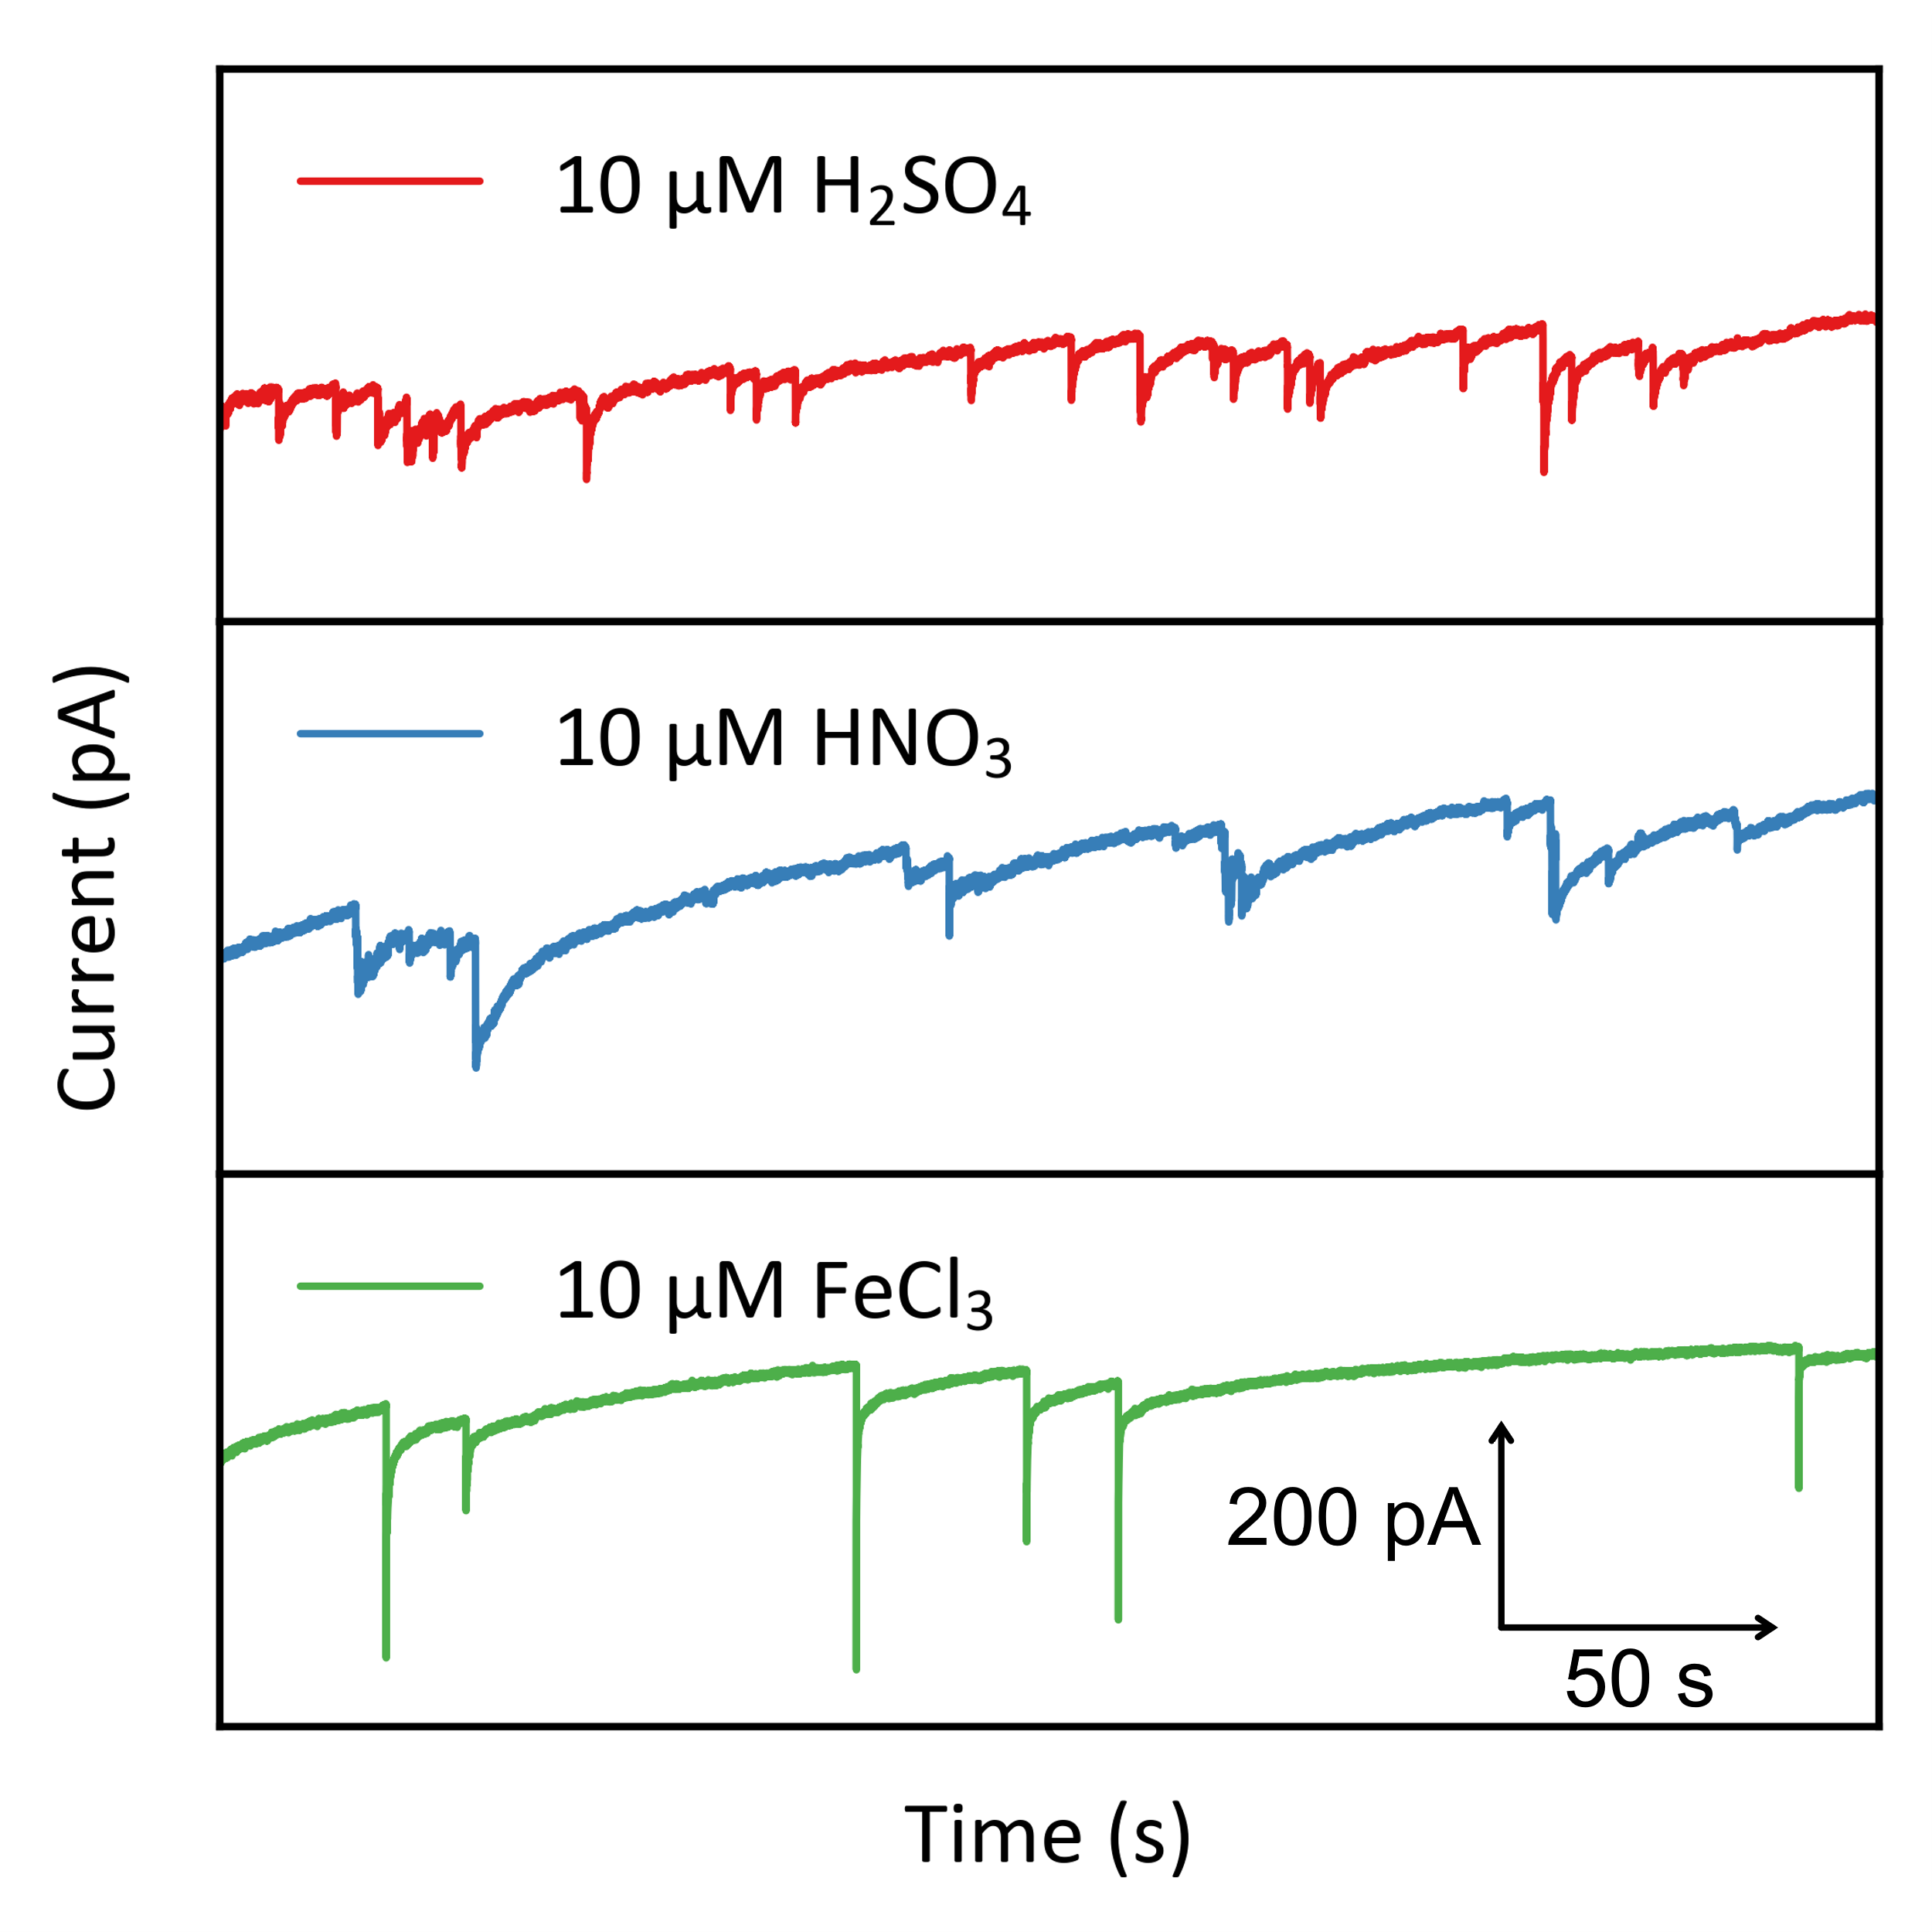 10 µM H₂SO₄
10 µM HNO₃
Current (pA)
10 µM FeCl₃
200 pA
50 s
Time (s)